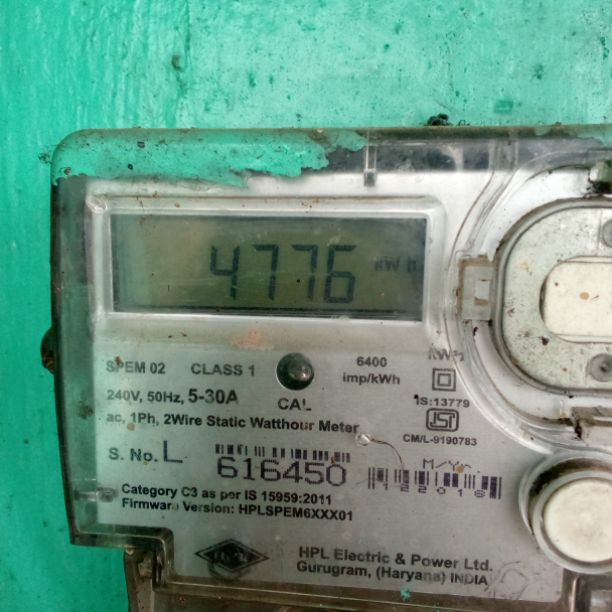 4776
SPEM 02 CLASS 1 6400 kWh
imp/kWh
240V, 50Hz, 5-30A CAL IS:13779
ac, 1Ph, 2Wire Static Watthour Meter
CM/L-9190783
S. No. L 616450 M/Yr.
122016
Category C3 as per IS 15959:2011
Firmware Version: HPLSPEM6XXX01
HPL Electric & Power Ltd.
Gurugram, (Haryana) INDIA